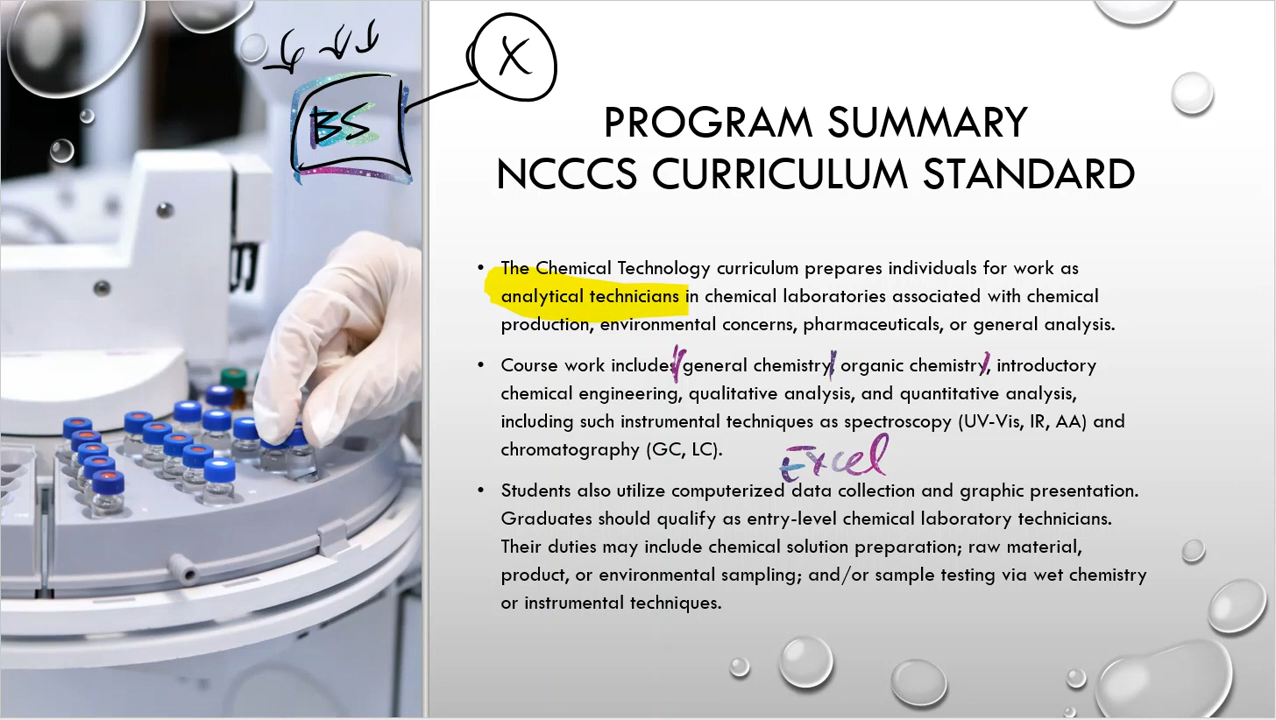 BS
X
PROGRAM SUMMARY
NCCCS CURRICULUM STANDARD
• The Chemical Technology curriculum prepares individuals for work as
analytical technicians in chemical laboratories associated with chemical
production, environmental concerns, pharmaceuticals, or general analysis.
• Course work includes general chemistry, organic chemistry, introductory
chemical engineering, qualitative analysis, and quantitative analysis,
including such instrumental techniques as spectroscopy (UV-Vis, IR, AA) and
chromatography (GC, LC).
Excel
• Students also utilize computerized data collection and graphic presentation.
Graduates should qualify as entry-level chemical laboratory technicians.
Their duties may include chemical solution preparation; raw material,
product, or environmental sampling; and/or sample testing via wet chemistry
or instrumental techniques.